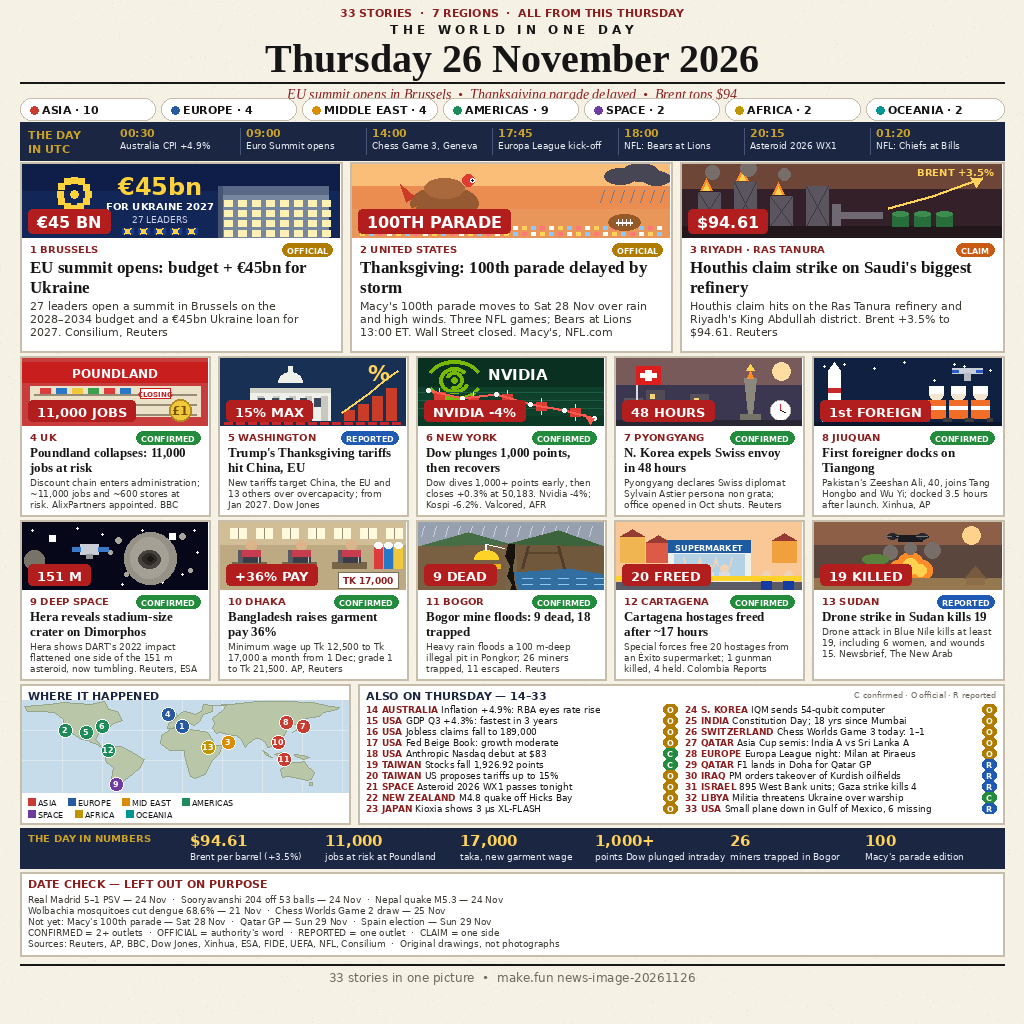 33 STORIES · 7 REGIONS · ALL FROM THIS THURSDAY
THE WORLD IN ONE DAY
Thursday 26 November 2026
EU summit opens in Brussels • Thanksgiving parade delayed • Brent tops $94
ASIA · 10
EUROPE · 4
MIDDLE EAST · 4
AMERICAS · 9
SPACE · 2
AFRICA · 2
OCEANIA · 2
THE DAY
IN UTC
00:30
Australia CPI +4.9%
09:00
Euro Summit opens
14:00
Chess Game 3, Geneva
17:45
Europa League kick-off
18:00
NFL: Bears at Lions
20:15
Asteroid 2026 WX1
01:20
NFL: Chiefs at Bills
€45bn
FOR UKRAINE 2027
27 LEADERS
€45 BN
1 BRUSSELS
OFFICIAL
EU summit opens: budget + €45bn for
Ukraine
27 leaders open a summit in Brussels on the
2028–2034 budget and a €45bn Ukraine loan for
2027. Consilium, Reuters
100TH PARADE
2 UNITED STATES
OFFICIAL
Thanksgiving: 100th parade delayed by
storm
Macy's 100th parade moves to Sat 28 Nov over rain
and high winds. Three NFL games; Bears at Lions
13:00 ET. Wall Street closed. Macy's, NFL.com
BRENT +3.5%
$94.61
3 RIYADH · RAS TANURA
CLAIM
Houthis claim strike on Saudi's biggest
refinery
Houthis claim hits on the Ras Tanura refinery and
Riyadh's King Abdullah district. Brent +3.5% to
$94.61. Reuters
POUNDLAND
CLOSING
£1
11,000 JOBS
4 UK
CONFIRMED
Poundland collapses: 11,000
jobs at risk
Discount chain enters administration;
~11,000 jobs and ~600 stores at
risk. AlixPartners appointed. BBC
%
15% MAX
5 WASHINGTON
REPORTED
Trump's Thanksgiving tariffs
hit China, EU
New tariffs target China, the EU and
13 others over overcapacity; from
Jan 2027. Dow Jones
NVIDIA
NVIDIA -4%
6 NEW YORK
CONFIRMED
Dow plunges 1,000 points,
then recovers
Dow dives 1,000+ points early, then
closes +0.3% at 50,183. Nvidia -4%;
Kospi -6.2%. Valcored, AFR
48 HOURS
7 PYONGYANG
CONFIRMED
N. Korea expels Swiss envoy
in 48 hours
Pyongyang declares Swiss diplomat
Sylvain Astier persona non grata;
office opened in Oct shuts. Reuters
1st FOREIGN
8 JIUQUAN
CONFIRMED
First foreigner docks on
Tiangong
Pakistan's Zeeshan Ali, 40, joins Tang
Hongbo and Wu Yi; docked 3.5 hours
after launch. Xinhua, AP
151 M
9 DEEP SPACE
CONFIRMED
Hera reveals stadium-size
crater on Dimorphos
Hera shows DART's 2022 impact
flattened one side of the 151 m
asteroid, now tumbling. Reuters, ESA
TK 17,000
+36% PAY
10 DHAKA
CONFIRMED
Bangladesh raises garment
pay 36%
Minimum wage up Tk 12,500 to Tk
17,000 a month from 1 Dec; grade 1
to Tk 21,500. AP, Reuters
9 DEAD
11 BOGOR
CONFIRMED
Bogor mine floods: 9 dead, 18
trapped
Heavy rain floods a 100 m-deep
illegal pit in Pongkor; 26 miners
trapped, 11 escaped. Reuters
SUPERMARKET
20 FREED
12 CARTAGENA
CONFIRMED
Cartagena hostages freed
after ~17 hours
Special forces free 20 hostages from
an Éxito supermarket; 1 gunman
killed, 4 held. Colombia Reports
19 KILLED
13 SUDAN
REPORTED
Drone strike in Sudan kills 19
Drone attack in Blue Nile kills at least
19, including 6 women, and wounds
15. Newsbrief, The New Arab
WHERE IT HAPPENED
4
1
2
5
6
12
9
13
3
8
7
10
11
ASIA
EUROPE
MID EAST
AMERICAS
SPACE
AFRICA
OCEANIA
ALSO ON THURSDAY — 14–33
C confirmed · O official · R reported
14 AUSTRALIA Inflation +4.9%: RBA eyes rate rise O
15 USA GDP Q3 +4.3%: fastest in 3 years O
16 USA Jobless claims fall to 189,000 O
17 USA Fed Beige Book: growth moderate O
18 USA Anthropic Nasdaq debut at $83 C
19 TAIWAN Stocks fall 1,926.92 points C
20 TAIWAN US proposes tariffs up to 15% O
21 SPACE Asteroid 2026 WX1 passes tonight O
22 NEW ZEALAND M4.8 quake off Hicks Bay O
23 JAPAN Kioxia shows 3 µs XL-FLASH O
24 S. KOREA IQM sends 54-qubit computer O
25 INDIA Constitution Day; 18 yrs since Mumbai O
26 SWITZERLAND Chess Worlds Game 3 today: 1–1 O
27 QATAR Asia Cup semis: India A vs Sri Lanka A O
28 EUROPE Europa League night: Milan at Piraeus O
29 QATAR F1 lands in Doha for Qatar GP R
30 IRAQ PM orders takeover of Kurdish oilfields R
31 ISRAEL 895 West Bank units; Gaza strike kills 4 R
32 LIBYA Militia threatens Ukraine over warship C
33 USA Small plane down in Gulf of Mexico, 6 missing R
THE DAY IN NUMBERS
$94.61
Brent per barrel (+3.5%)
11,000
jobs at risk at Poundland
17,000
taka, new garment wage
1,000+
points Dow plunged intraday
26
miners trapped in Bogor
100
Macy's parade edition
DATE CHECK — LEFT OUT ON PURPOSE
Real Madrid 5–1 PSV — 24 Nov · Sooryavanshi 204 off 53 balls — 24 Nov · Nepal quake M5.3 — 24 Nov
Wolbachia mosquitoes cut dengue 68.6% — 21 Nov · Chess Worlds Game 2 draw — 25 Nov
Not yet: Macy's 100th parade — Sat 28 Nov · Qatar GP — Sun 29 Nov · Spain election — Sun 29 Nov
CONFIRMED = 2+ outlets · OFFICIAL = authority's word · REPORTED = one outlet · CLAIM = one side
Sources: Reuters, AP, BBC, Dow Jones, Xinhua, ESA, FIDE, UEFA, NFL, Consilium · Original drawings, not photographs
33 stories in one picture • make.fun news-image-20261126